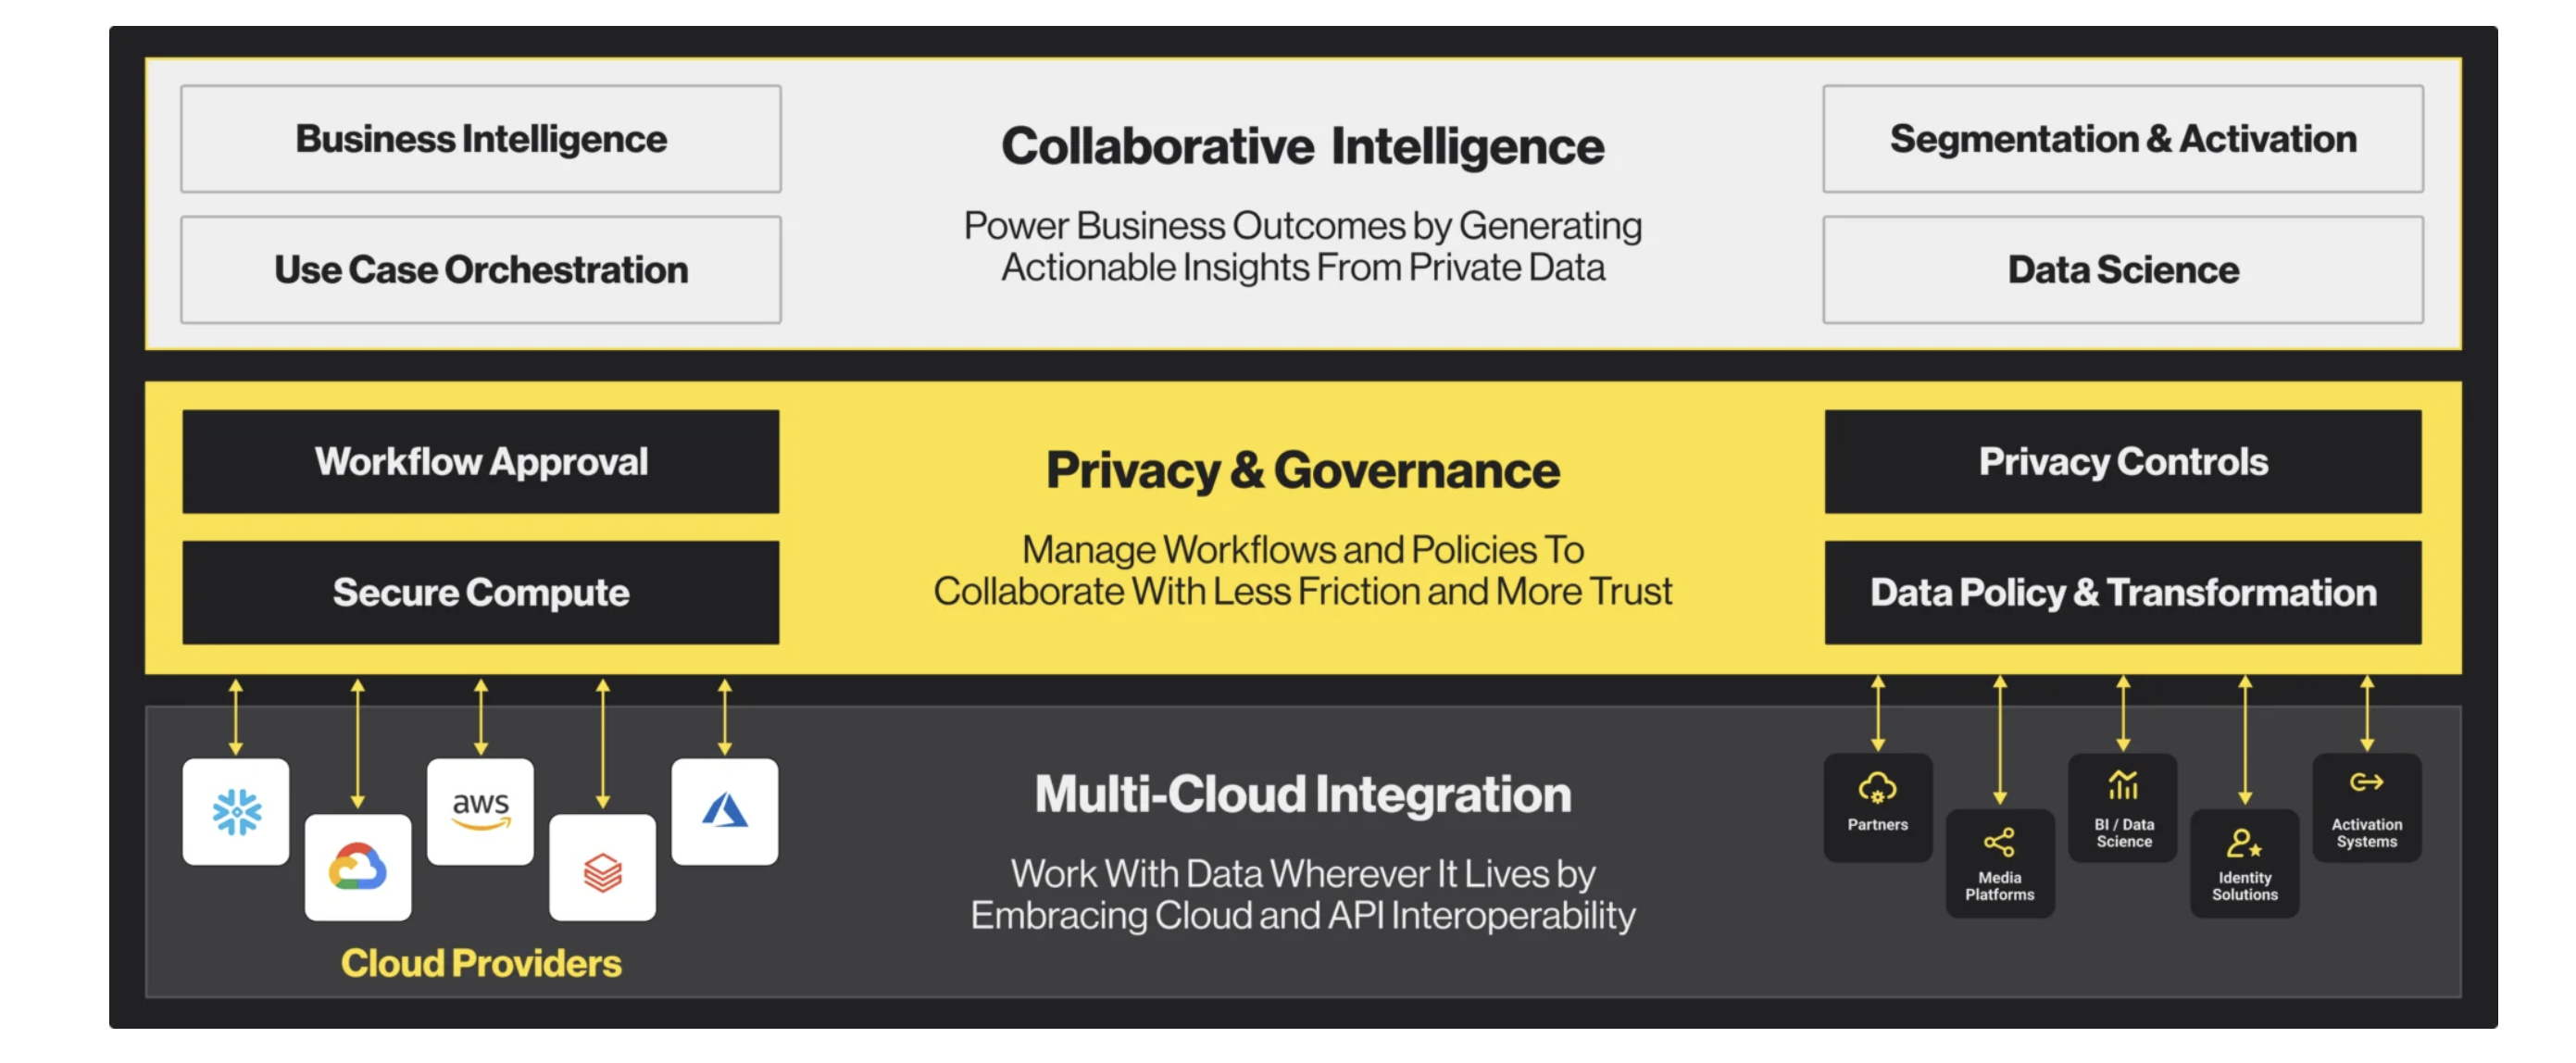 Business Intelligence
Use Case Orchestration
Collaborative Intelligence
Power Business Outcomes by Generating
Actionable Insights From Private Data
Segmentation & Activation
Data Science
Workflow Approval
Secure Compute
Privacy & Governance
Manage Workflows and Policies To
Collaborate With Less Friction and More Trust
Privacy Controls
Data Policy & Transformation
aws
Cloud Providers
Multi-Cloud Integration
Work With Data Wherever It Lives by
Embracing Cloud and API Interoperability
Partners
Media
Platforms
BI / Data
Science
Identity
Solutions
Activation
Systems